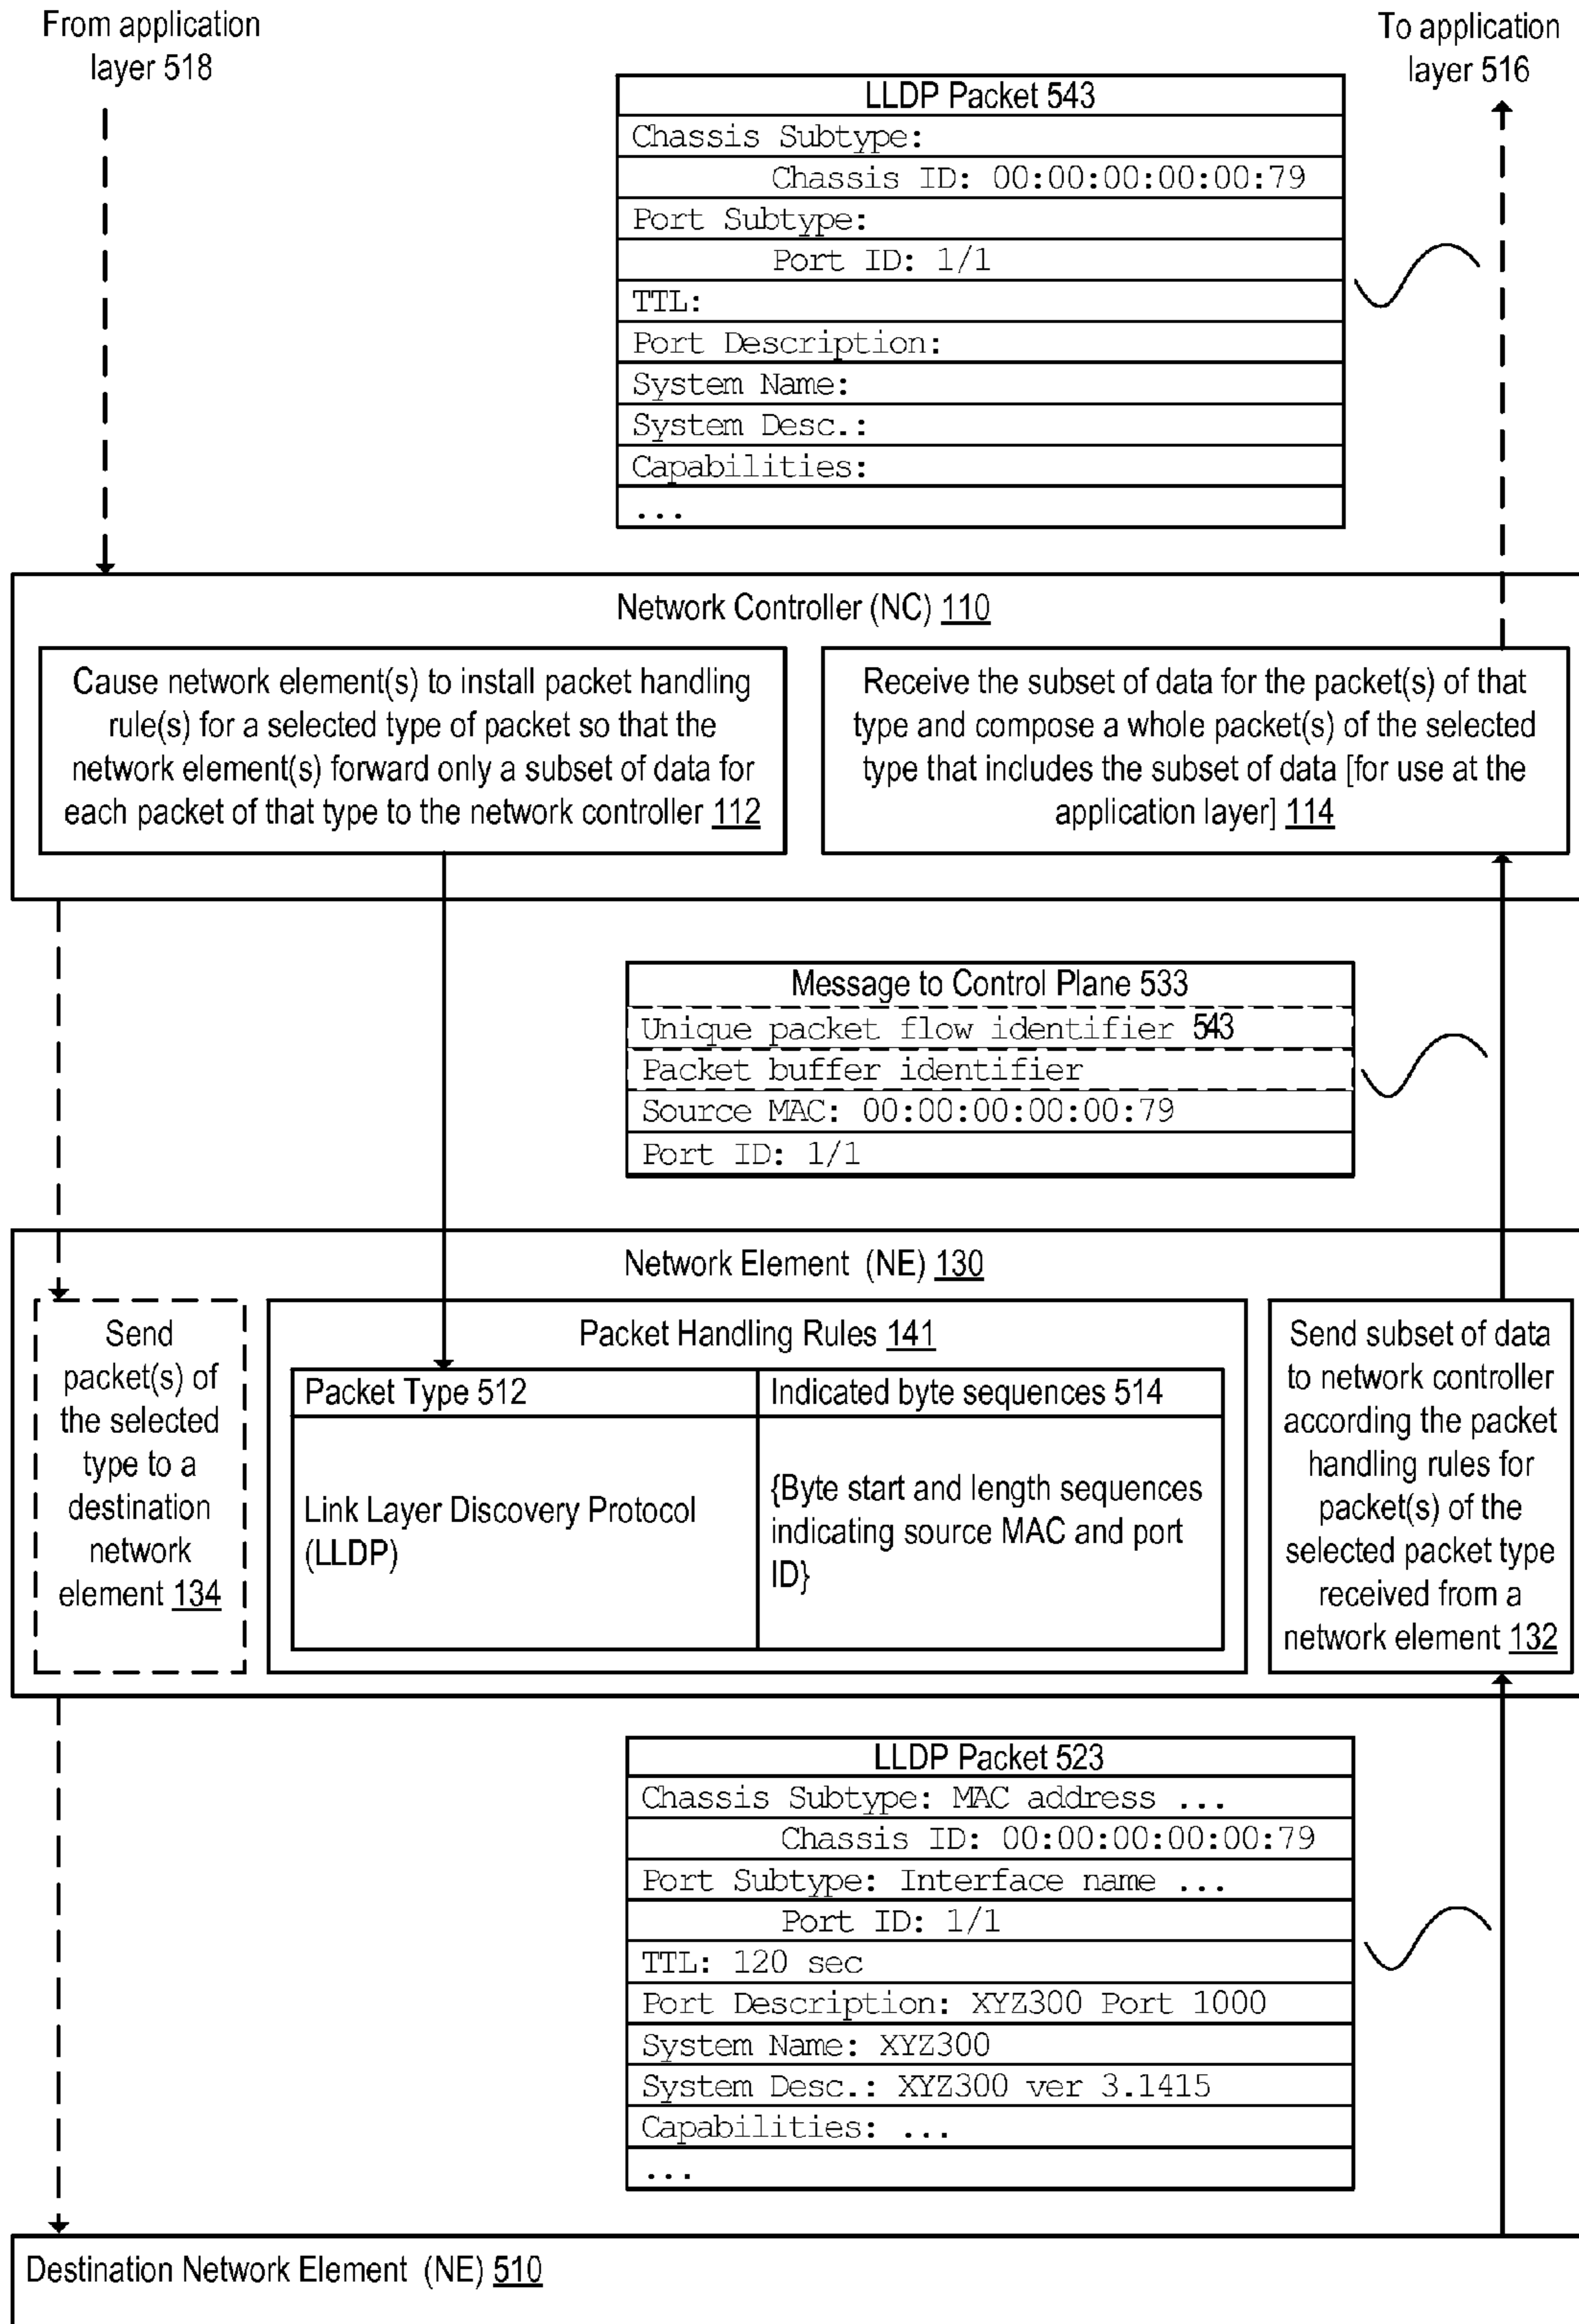 From application
layer 518
To application
layer 516
LLDP Packet 543
Chassis Subtype:
Chassis ID: 00:00:00:00:00:79
Port Subtype:
Port ID: 1/1
TTL:
Port Description:
System Name:
System Desc.:
Capabilities:
...
Network Controller (NC) 110
Cause network element(s) to install packet handling
rule(s) for a selected type of packet so that the
network element(s) forward only a subset of data for
each packet of that type to the network controller 112
Receive the subset of data for the packet(s) of that
type and compose a whole packet(s) of the selected
type that includes the subset of data [for use at the
application layer] 114
Message to Control Plane 533
Unique packet flow identifier 543
Packet buffer identifier
Source MAC: 00:00:00:00:00:79
Port ID: 1/1
Network Element (NE) 130
Send
packet(s) of
the selected
type to a
destination
network
element 134
Packet Handling Rules 141
Packet Type 512
Indicated byte sequences 514
Link Layer Discovery Protocol
(LLDP)
{Byte start and length sequences
indicating source MAC and port
ID}
Send subset of data
to network controller
according the packet
handling rules for
packet(s) of the
selected packet type
received from a
network element 132
LLDP Packet 523
Chassis Subtype: MAC address ...
Chassis ID: 00:00:00:00:00:79
Port Subtype: Interface name ...
Port ID: 1/1
TTL: 120 sec
Port Description: XYZ300 Port 1000
System Name: XYZ300
System Desc.: XYZ300 ver 3.1415
Capabilities: ...
...
Destination Network Element (NE) 510